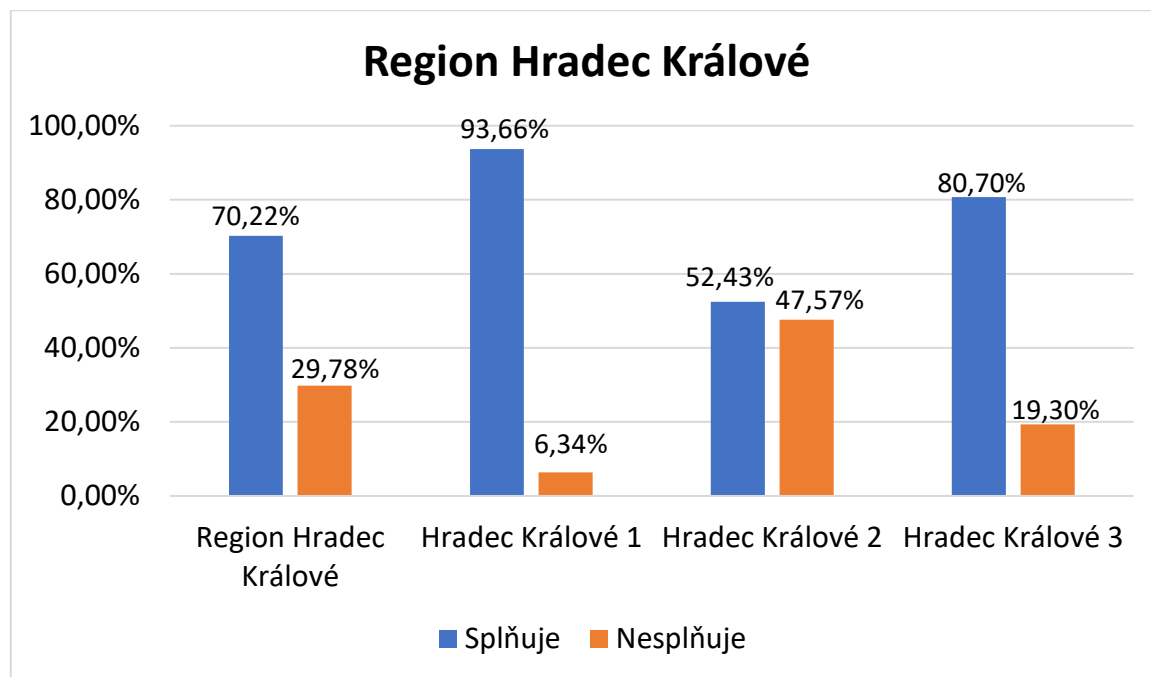 Region Hradec Králové
100,00%
80,00%
60,00%
40,00%
20,00%
0,00%
70,22%
29,78%
93,66%
6,34%
52,43%
47,57%
80,70%
19,30%
Region Hradec
Králové
Hradec Králové 1
Hradec Králové 2
Hradec Králové 3
Splňuje
Nesplňuje